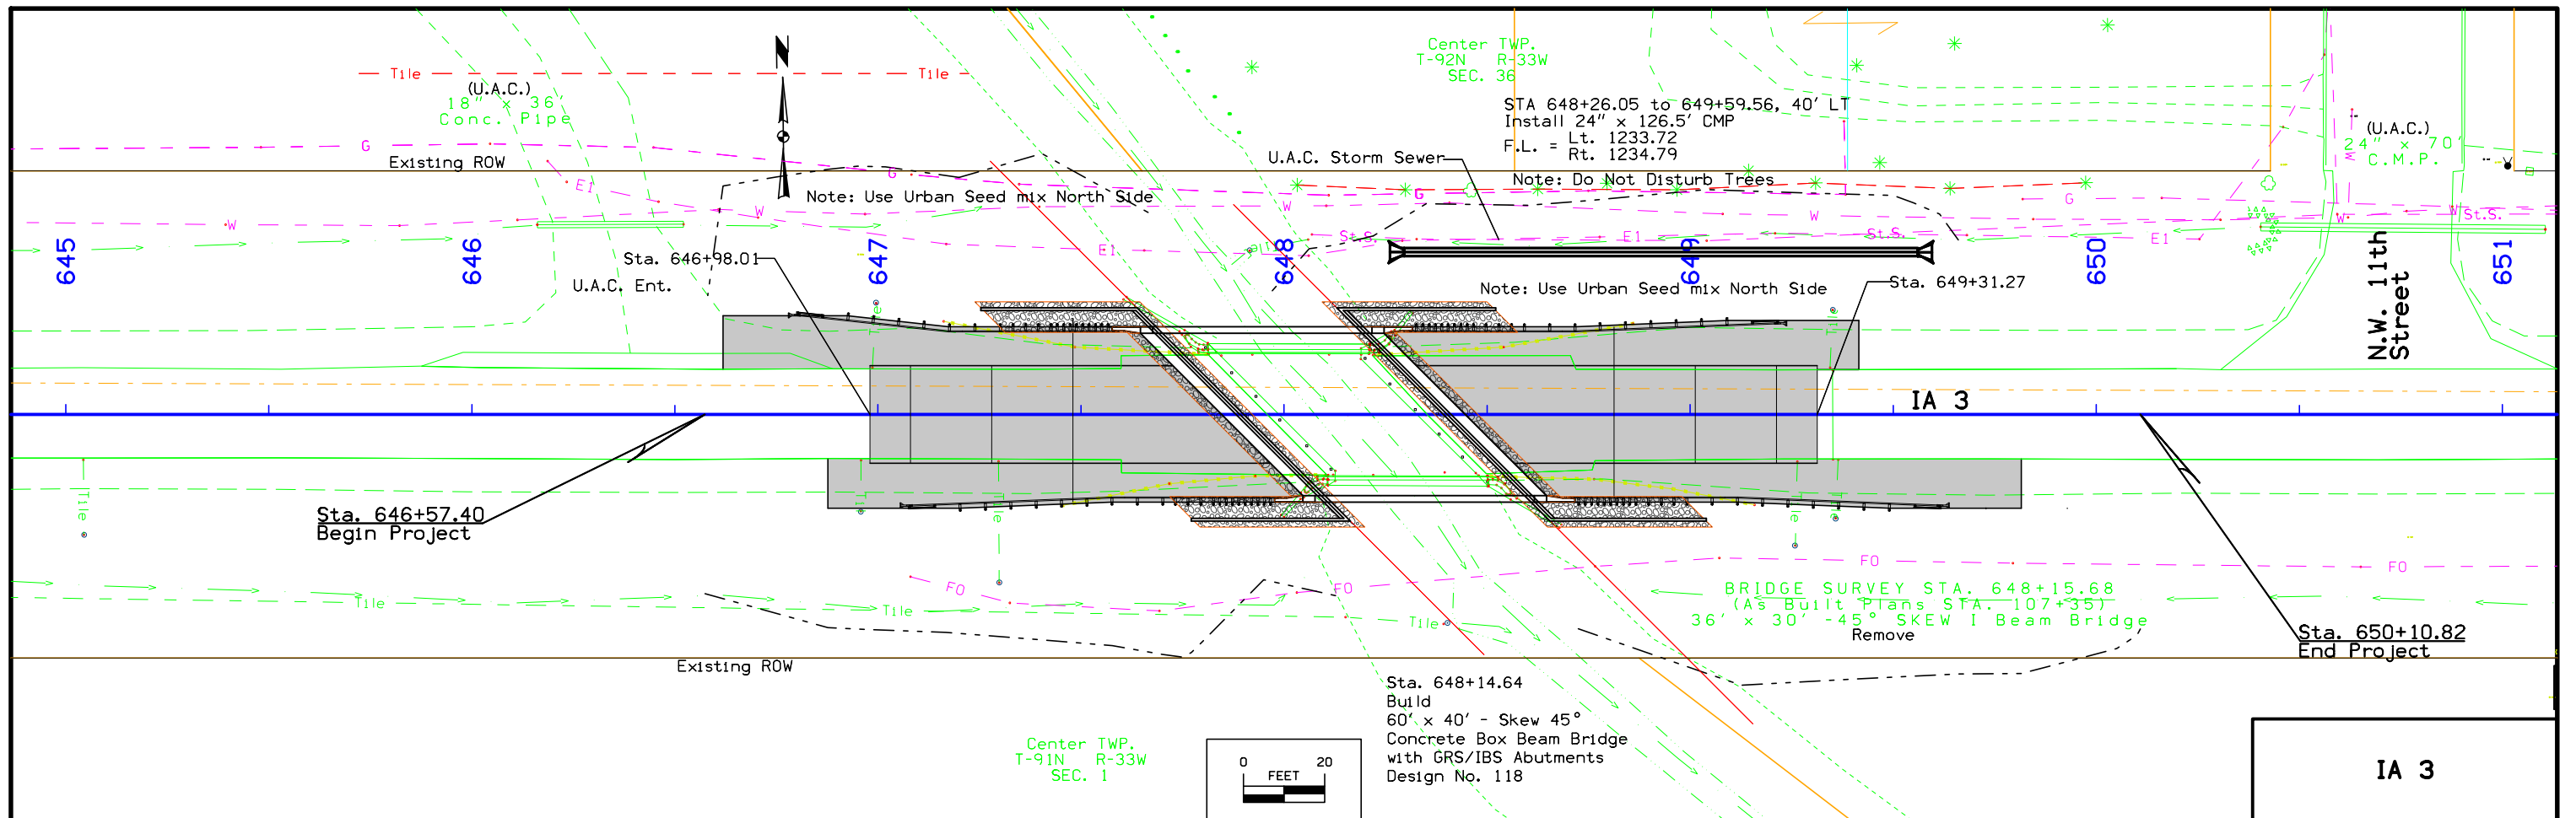 N
Center TWP.
T-92N R-33W
SEC. 36
Tile
Tile
(U.A.C.)
18" x 36'
Conc. Pipe
STA 648+26.05 to 649+59.56, 40' LT
Install 24" x 126.5' CMP
F.L. = Lt. 1233.72
Rt. 1234.79
(U.A.C.)
24" x 70'
C.M.P.
G
Existing ROW
U.A.C. Storm Sewer
W
E1
G
Note: Use Urban Seed mix North Side
Note: Do Not Disturb Trees
G
G
W
W
W
W
W
W
St.S.
E1
St.S.
E1
St.S.
E1
645
646
647
648
649
650
651
Sta. 646+98.01
U.A.C. Ent.
Note: Use Urban Seed mix North Side
Sta. 649+31.27
N.W. 11th
Street
IA 3
Tile
Tile
Tile
Sta. 646+57.40
Begin Project
FO
FO
FO
FO
Tile
Tile
Tile
BRIDGE SURVEY STA. 648+15.68
(As Built Plans STA. 107+35)
36' x 30' -45° SKEW I Beam Bridge
Remove
Sta. 650+10.82
End Project
Existing ROW
Sta. 648+14.64
Build
60' x 40' - Skew 45°
Concrete Box Beam Bridge
with GRS/IBS Abutments
Design No. 118
Center TWP.
T-91N R-33W
SEC. 1
0 20
FEET
IA 3